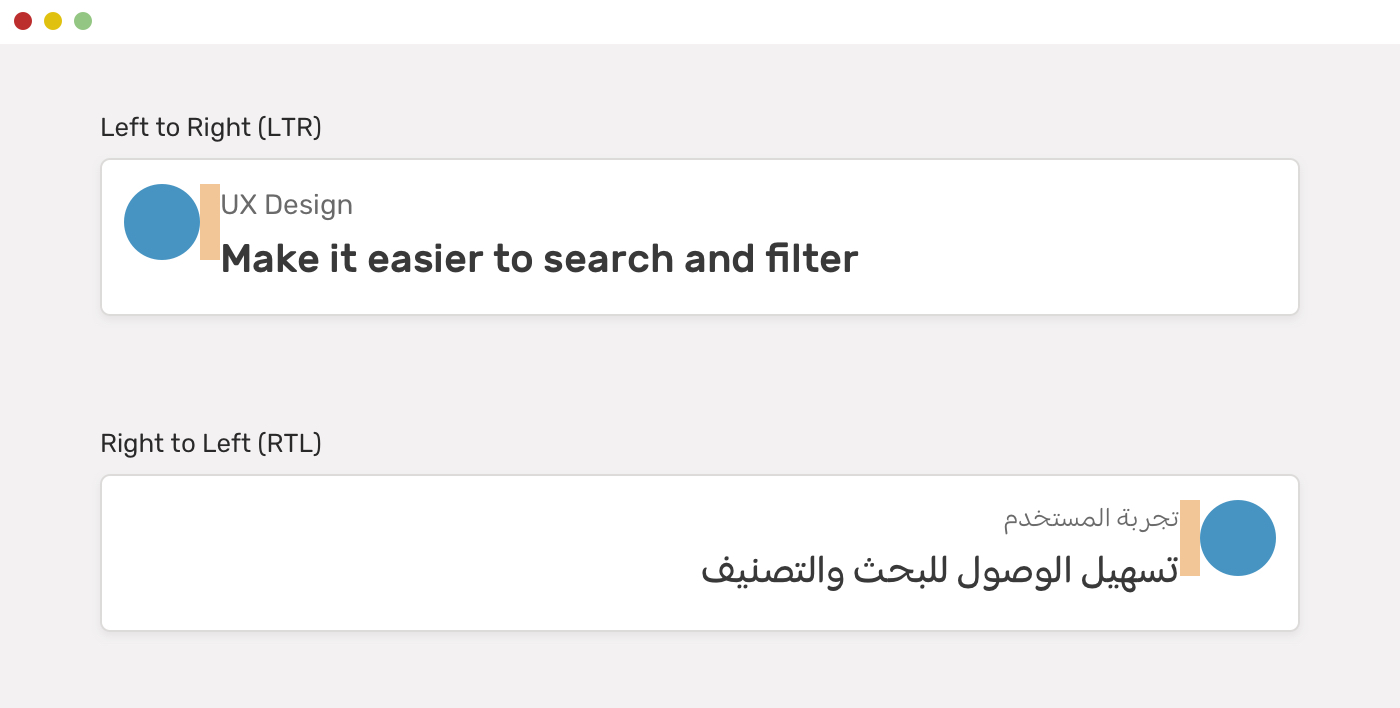 Left to Right (LTR)
UX Design
Make it easier to search and filter
Right to Left (RTL)
تجربة المستخدم
تسهيل الوصول للبحث والتصنيف